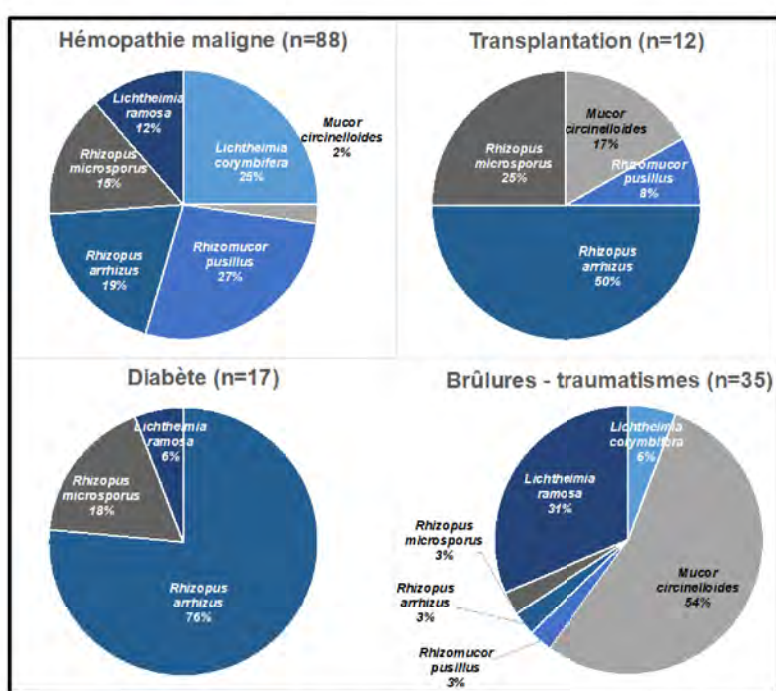 Hémopathie maligne (n=88)
Lichtheimia
ramosa
12%
Lichtheimia
corymbifera
25%
Mucor
circinelloides
2%
Rhizopus
microsporus
15%
Rhizopus
arrhizus
19%
Rhizomucor
pusillus
27%
Transplantation (n=12)
Mucor
circinelloides
17%
Rhizopus
microsporus
25%
Rhizomucor
pusillus
8%
Rhizopus
arrhizus
50%
Diabète (n=17)
Lichtheimia
ramosa
6%
Rhizopus
microsporus
18%
Rhizopus
arrhizus
76%
Brûlures - traumatismes (n=35)
Lichtheimia
corymbifera
6%
Lichtheimia
ramosa
31%
Rhizopus
microsporus
3%
Rhizopus
arrhizus
3%
Rhizomucor
pusillus
3%
Mucor
circinelloides
54%